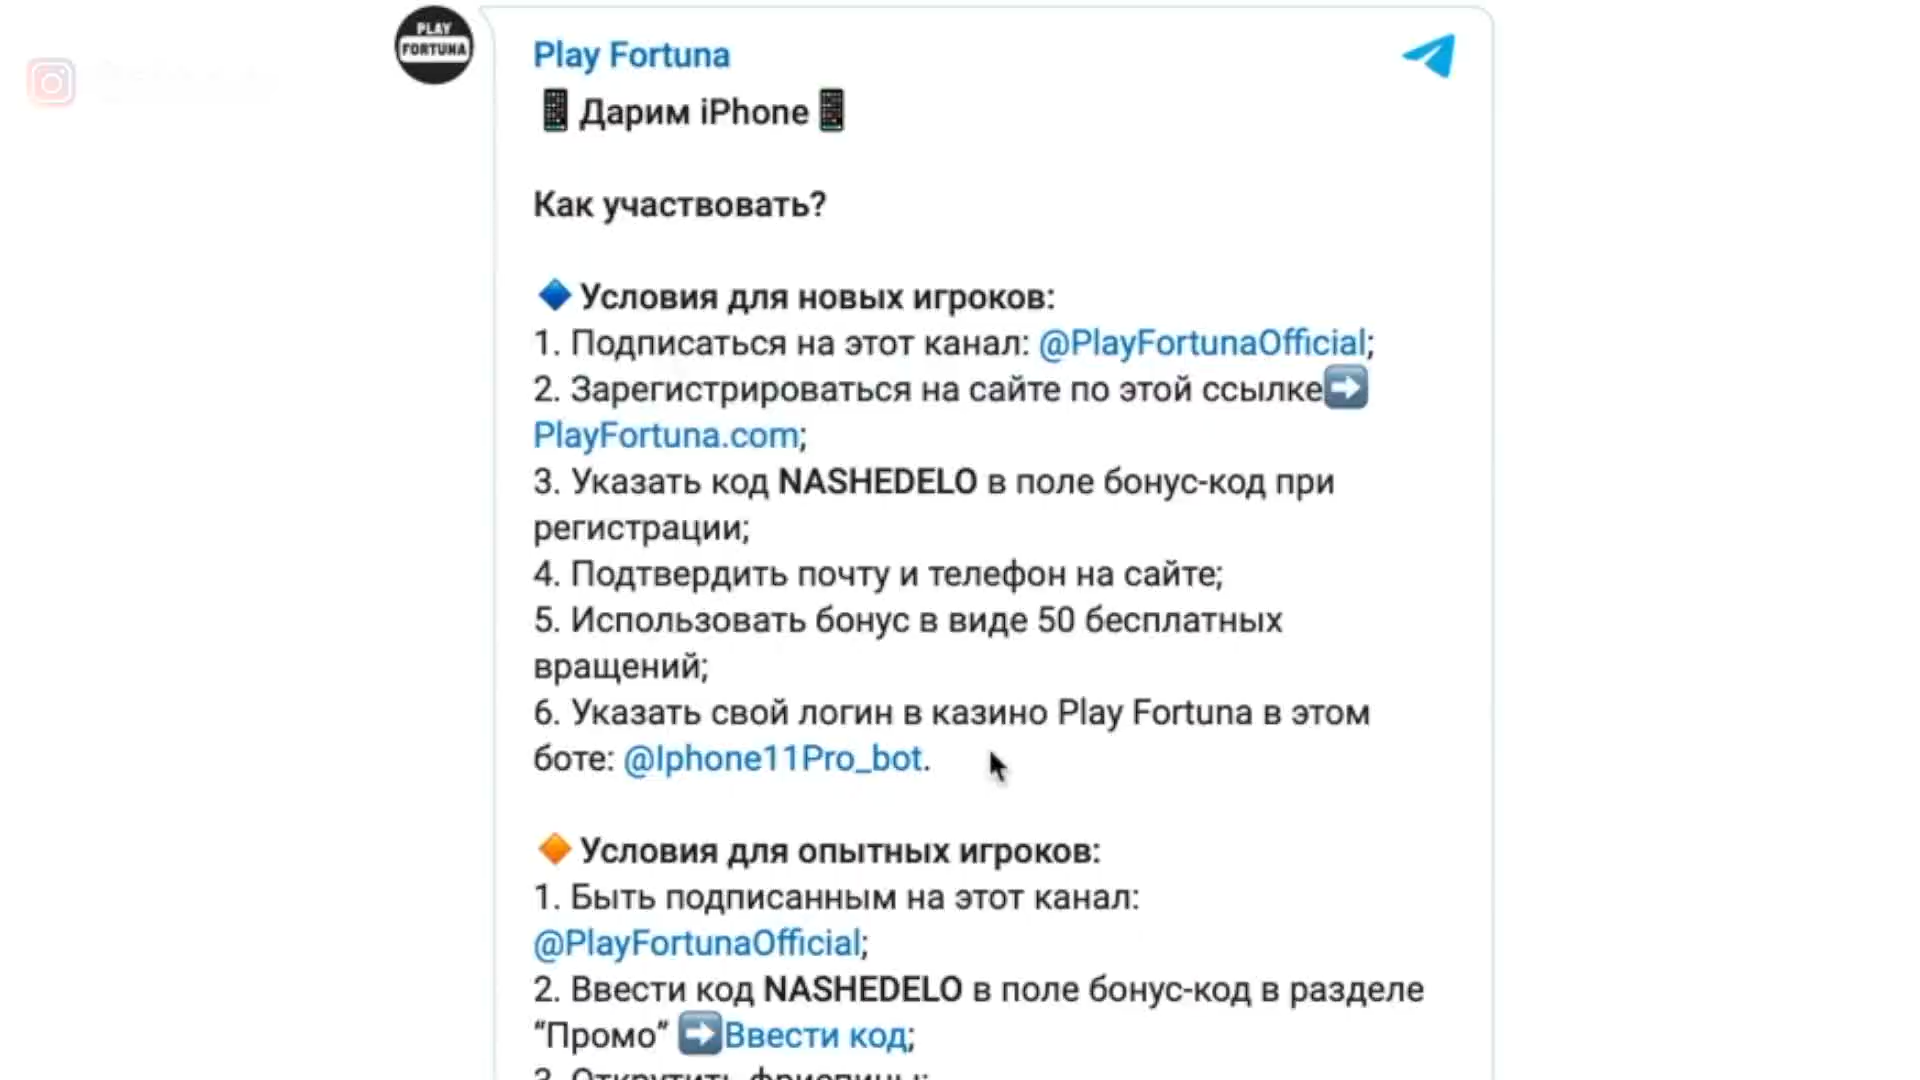 PLAY
FORTUNA
Play Fortuna
Дарим iPhone
Как участвовать?
Условия для новых игроков:
1. Подписаться на этот канал: @PlayFortunaOfficial;
2. Зарегистрироваться на сайте по этой ссылке
PlayFortuna.com;
3. Указать код NASHEDELO в поле бонус-код при
регистрации;
4. Подтвердить почту и телефон на сайте;
5. Использовать бонус в виде 50 бесплатных
вращений;
6. Указать свой логин в казино Play Fortuna в этом
боте: @Iphone11Pro_bot.
Условия для опытных игроков:
1. Быть подписанным на этот канал:
@PlayFortunaOfficial;
2. Ввести код NASHEDELO в поле бонус-код в разделе
“Промо” Ввести код;
3. Открутить фриспины;